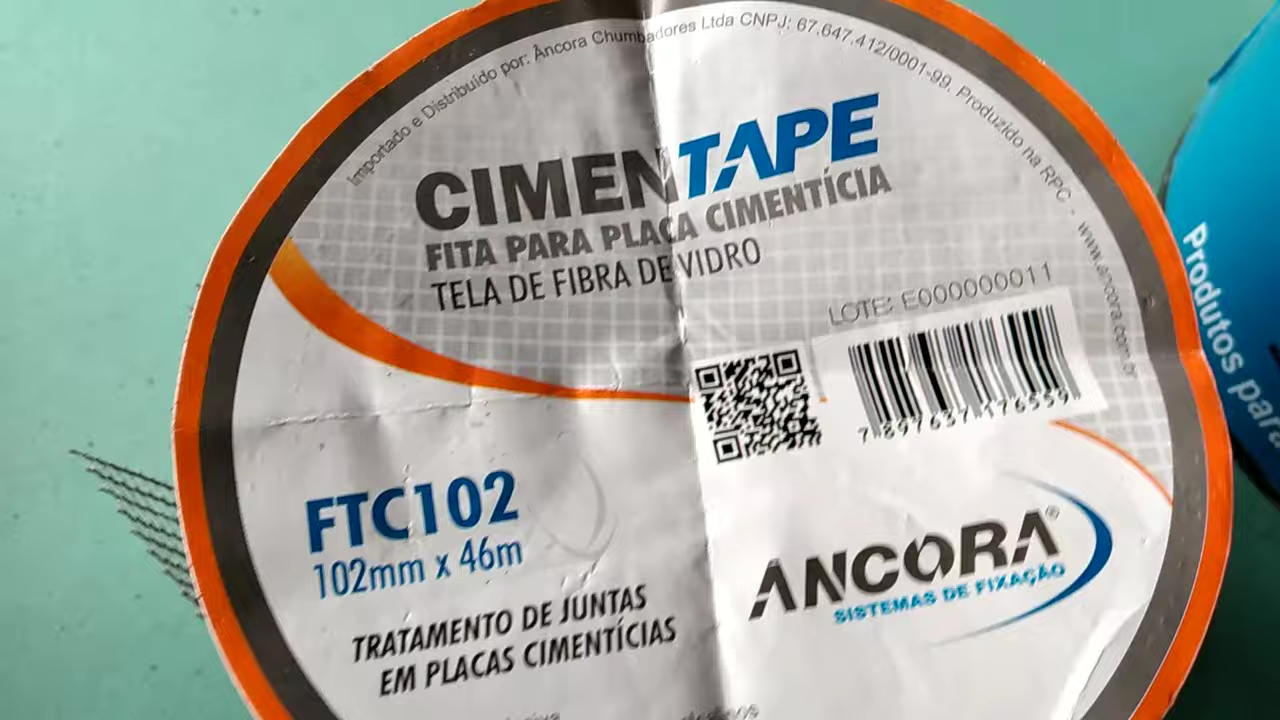 Importado e Distribuído por: Âncora Chumbadores Ltda CNPJ: 67.647.412/0001-99. Produzido na RPC - www.ancora.com.br
CIMENTAPE
FITA PARA PLACA CIMENTÍCIA
TELA DE FIBRA DE VIDRO
LOTE: E000000011
FTC102
102mm x 46m
TRATAMENTO DE JUNTAS
EM PLACAS CIMENTÍCIAS
ANCORA®
SISTEMAS DE FIXAÇÃO
Produtos para